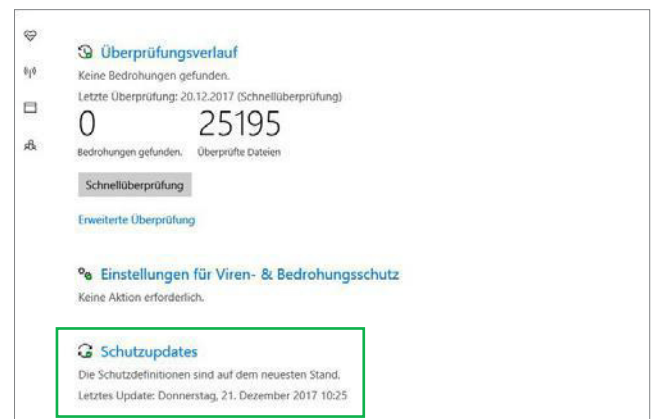 Überprüfungsverlauf
Keine Bedrohungen gefunden.
Letzte Überprüfung: 20.12.2017 (Schnellüberprüfung)
0 25195
Bedrohungen gefunden. Überprüfte Dateien
Schnellüberprüfung
Erweiterte Überprüfung
Einstellungen für Viren- & Bedrohungsschutz
Keine Aktion erforderlich.
Schutzupdates
Die Schutzdefinitionen sind auf dem neuesten Stand.
Letztes Update: Donnerstag, 21. Dezember 2017 10:25